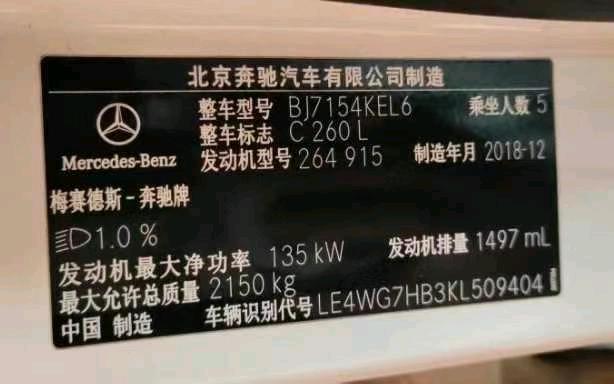 北京奔驰汽车有限公司制造
整车型号 BJ7154KEL6 乘坐人数 5
整车标志 C 260 L
发动机型号 264 915 制造年月 2018-12
Mercedes-Benz
梅赛德斯-奔驰牌
1.0 %
发动机最大净功率 135 kW 发动机排量 1497 mL
最大允许总质量 2150 kg
中国 制造 车辆识别代号 LE4WG7HB3KL509404